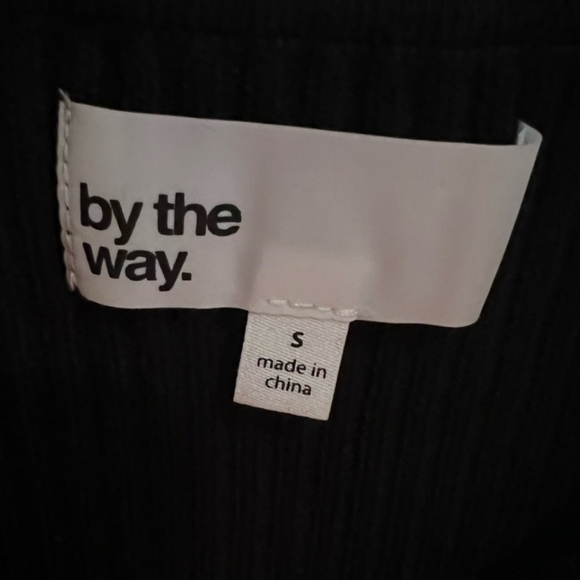 by the
way.
S
made in
china